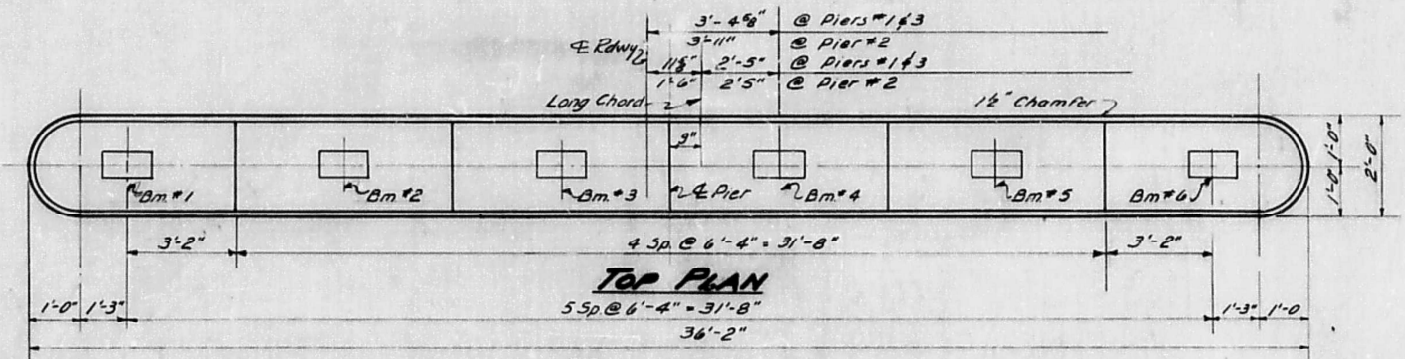 3'-4⅝" @ Piers #1 & 3
3'-11" @ Pier #2
℄ Rdwy.
2'-5" @ Piers #1 & 3
1'-6" 2'5" @ Pier #2
Long Chord
1½" Chamfer
9"
Bm. #1 Bm. #2 Bm. #3 ℄ Pier Bm. #4 Bm. #5 Bm #6
1'-0" 1'-0"
2'-0"
3'-2" 4 Sp. @ 6'-4" = 31'-8" 3'-2"
TOP PLAN
1'-0" 1'-3" 5 Sp. @ 6'-4" = 31'-8" 1'-3" 1'-0
36'-2"